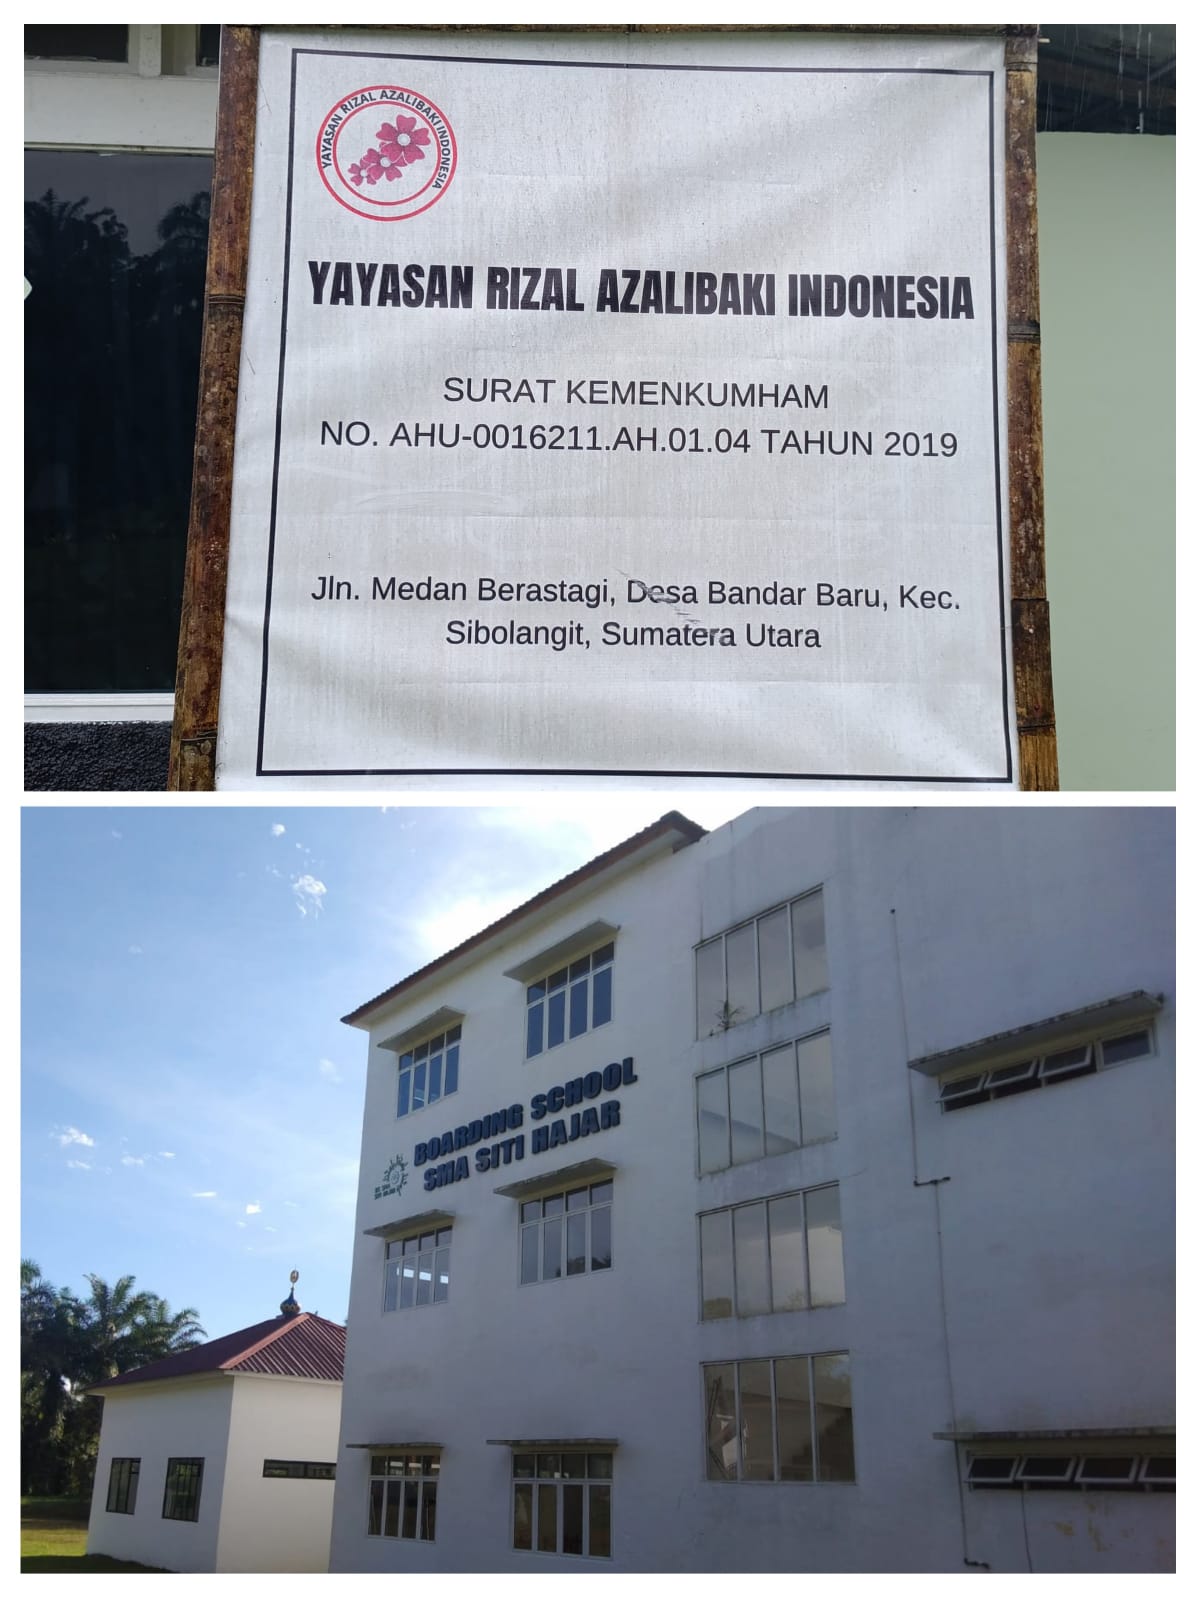 YAYASAN RIZAL AZALIBAKI INDONESIA
YAYASAN RIZAL AZALIBAKI INDONESIA
SURAT KEMENKUMHAM
NO. AHU-0016211.AH.01.04 TAHUN 2019
Jln. Medan Berastagi, Desa Bandar Baru, Kec.
Sibolangit, Sumatera Utara
BOARDING SCHOOL
SMA SITI HAJAR